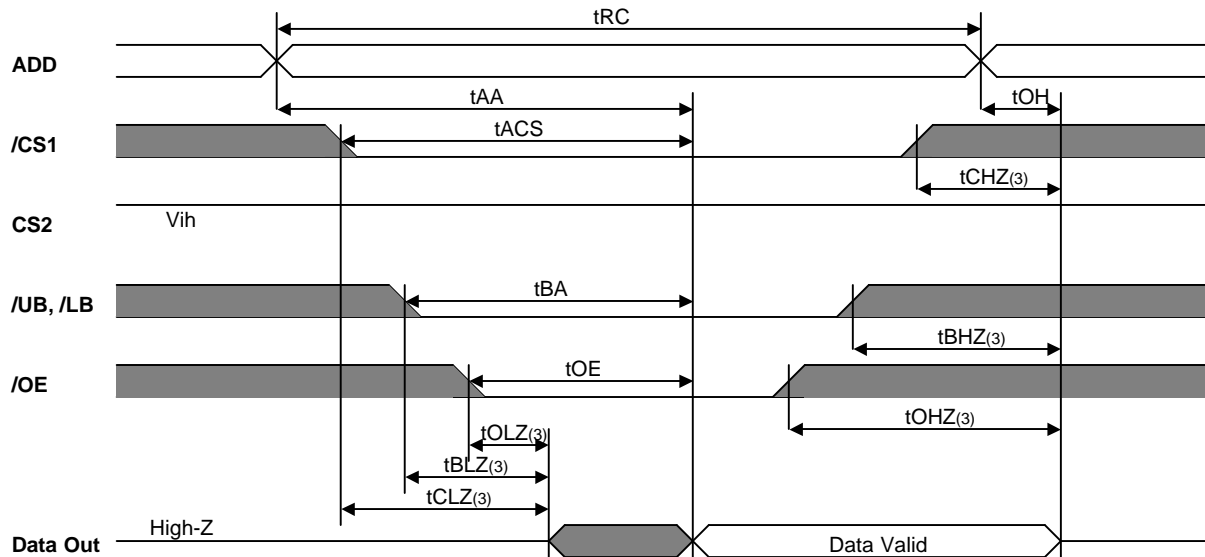 tRC
ADD
tAA
tOH
/CS1
tACS
tCHZ(3)
CS2
Vih
/UB, /LB
tBA
tBHZ(3)
/OE
tOE
tOHZ(3)
tOLZ(3)
tBLZ(3)
tCLZ(3)
High-Z
Data Out
Data Valid